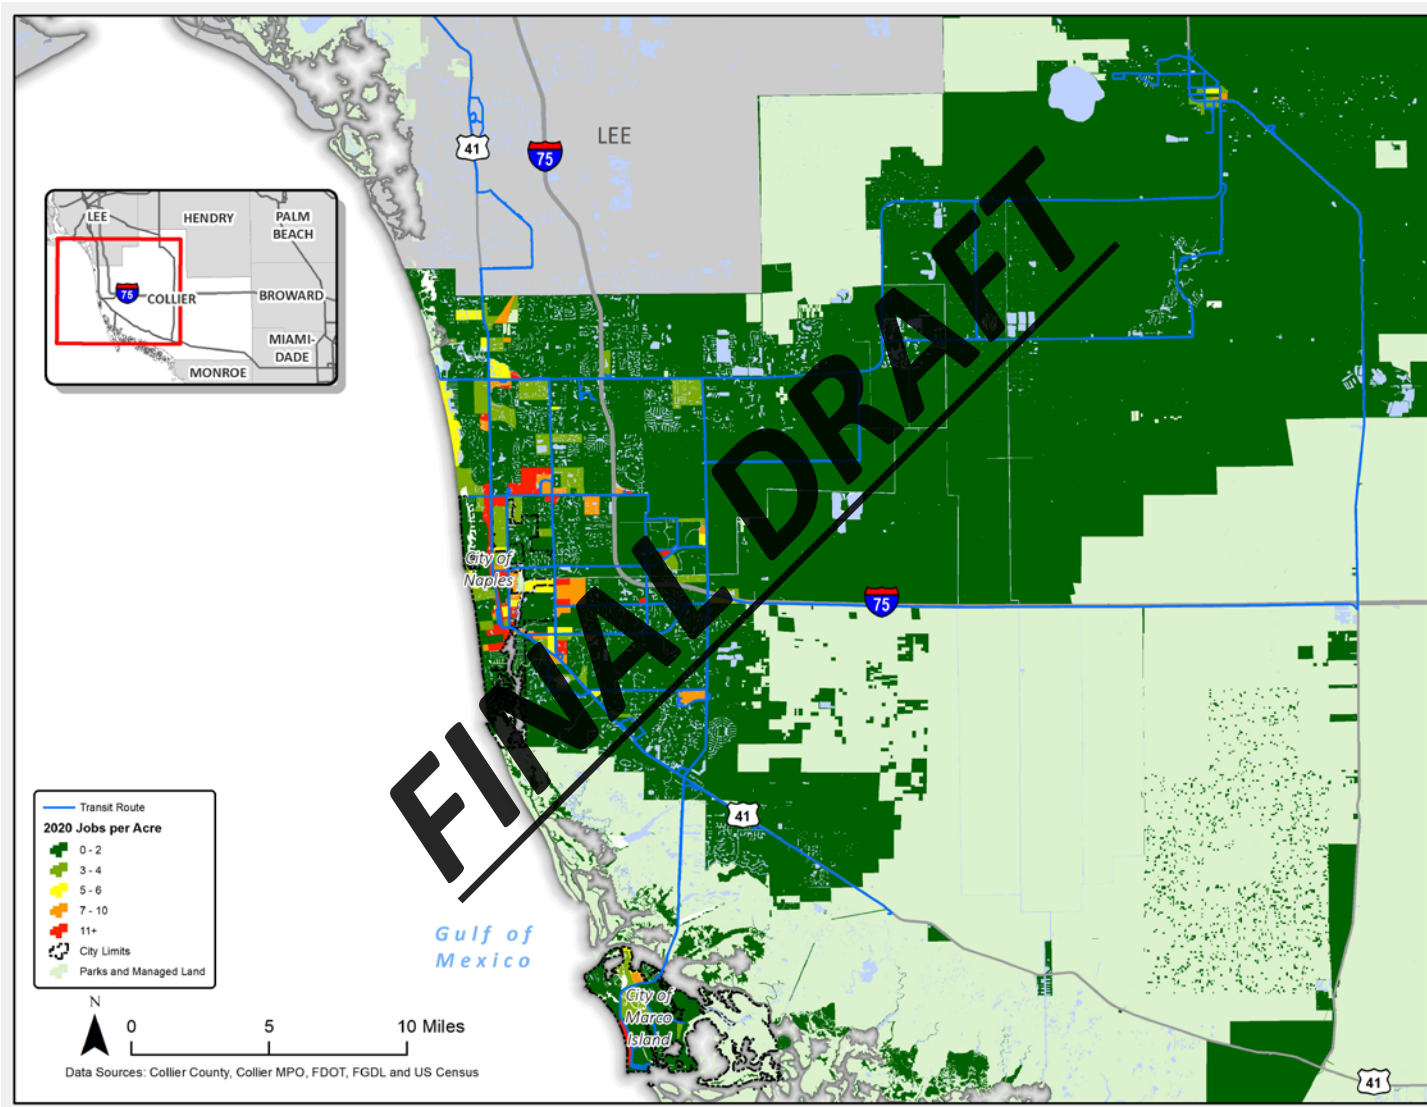 41
75
LEE
LEE
HENDRY
PALM
BEACH
75
COLLIER
BROWARD
MIAMI-
DADE
MONROE
City of
Naples
75
FINAL DRAFT
41
Transit Route
2020 Jobs per Acre
0 - 2
3 - 4
5 - 6
7 - 10
11+
City Limits
Parks and Managed Land
Gulf of
Mexico
City of
Marco
Island
N
0 5 10 Miles
Data Sources: Collier County, Collier MPO, FDOT, FGDL and US Census
41